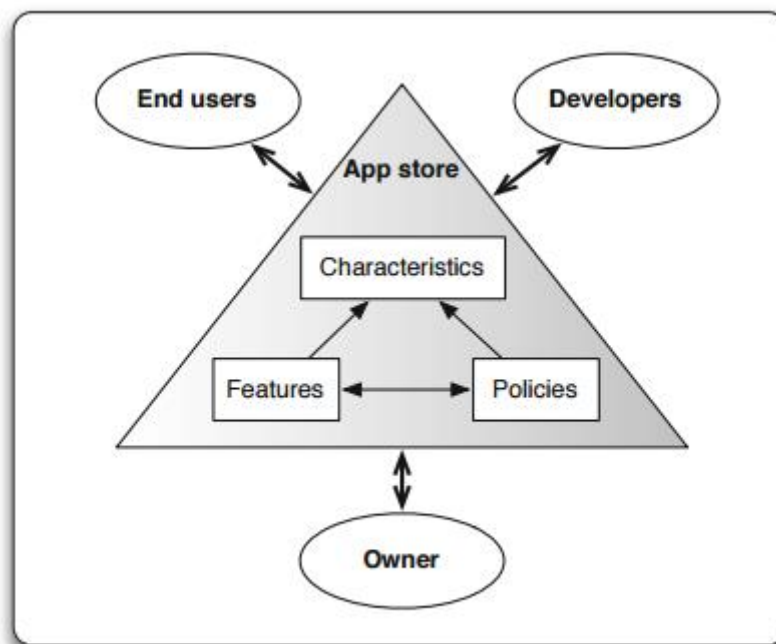 End users
Developers
App store
Characteristics
Features
Policies
Owner